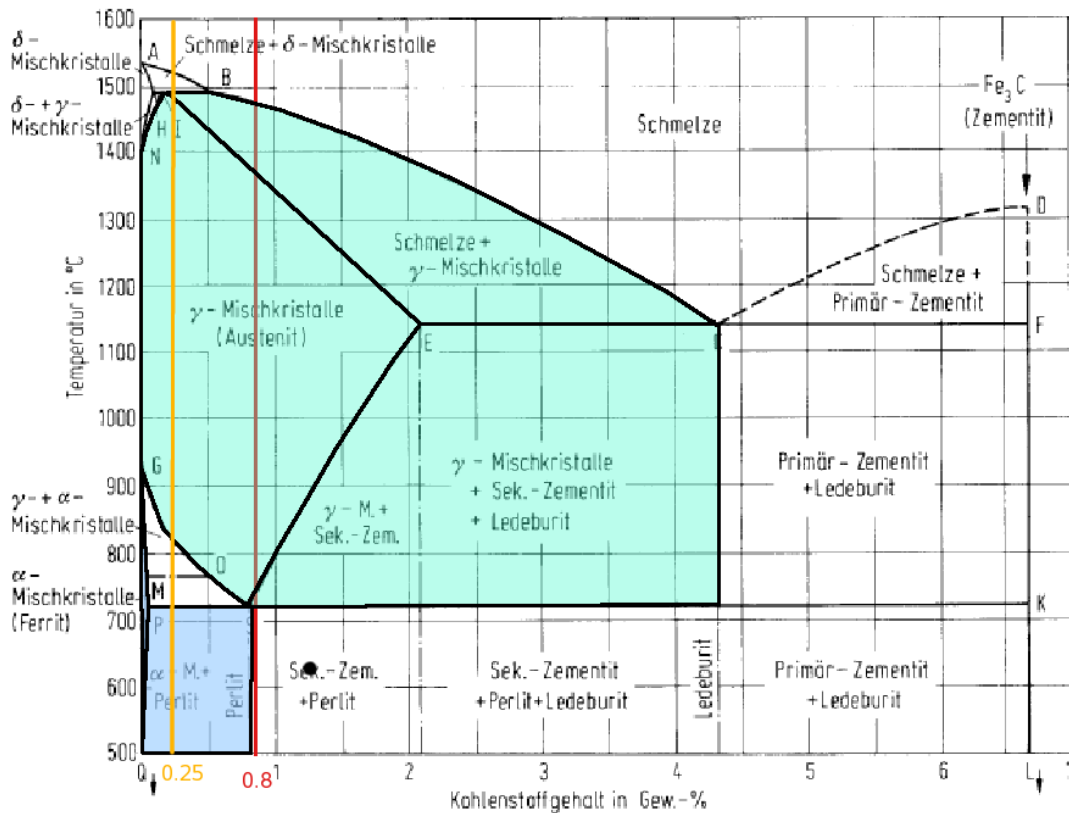 1600
δ-
Mischkristalle
A
Schmelze + δ-Mischkristalle
B
1500
δ-+γ-
Mischkristalle
H
I
Schmelze
Fe₃C
(Zementit)
1400
N
1300
D
Schmelze +
γ-Mischkristalle
Temperatur in °C
1200
Schmelze +
Primär-Zementit
γ-Mischkristalle
(Austenit)
1100
E
F
1000
G
900
γ - Mischkristalle
+ Sek.-Zementit
+ Ledeburit
Primär-Zementit
+Ledeburit
γ-+α-
Mischkristalle
γ-M.+
Sek.-Zem.
800
O
α-
Mischkristalle
(Ferrit)
M
K
700
P
S
α-M.+
Perlit
Perlit
Sek.-Zem.
+Perlit
Sek.-Zementit
+Perlit+Ledeburit
Ledeburit
Primär-Zementit
+Ledeburit
600
500
Q
0.25
0.8
1
2
3
4
5
6
L
7
Kohlenstoffgehalt in Gew.-%